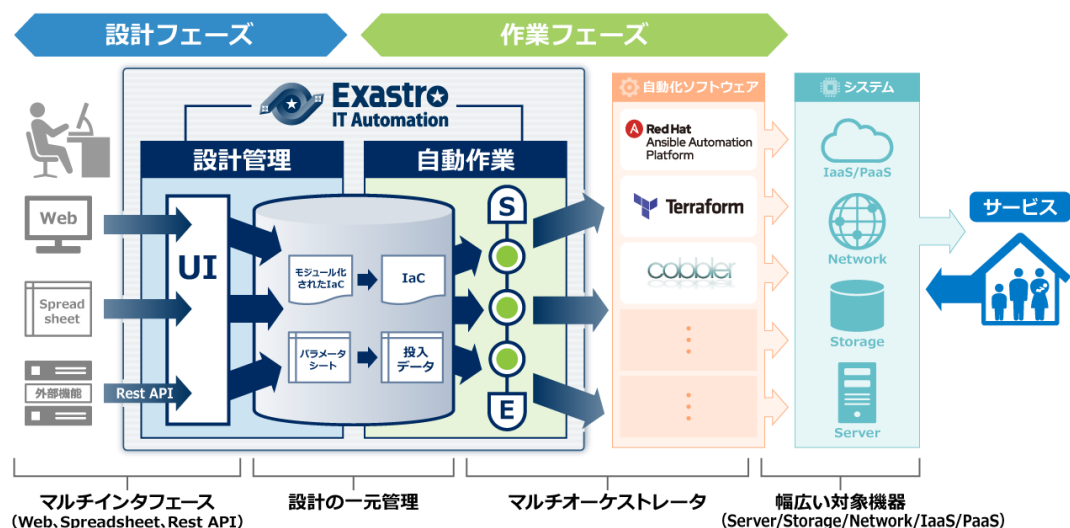 設計フェーズ
作業フェーズ
Exastro
IT Automation
設計管理
自動作業
自動化ソフトウェア
システム
Web
Spread
sheet
外部機能
Rest API
UI
モジュール化
されたIaC
IaC
パラメータ
シート
投入
データ
S
E
Red Hat
Ansible Automation
Platform
Terraform
cobbler
IaaS/PaaS
Network
Storage
Server
サービス
マルチインタフェース
(Web、Spreadsheet、Rest API)
設計の一元管理
マルチオーケストレータ
幅広い対象機器
(Server/Storage/Network/IaaS/PaaS)